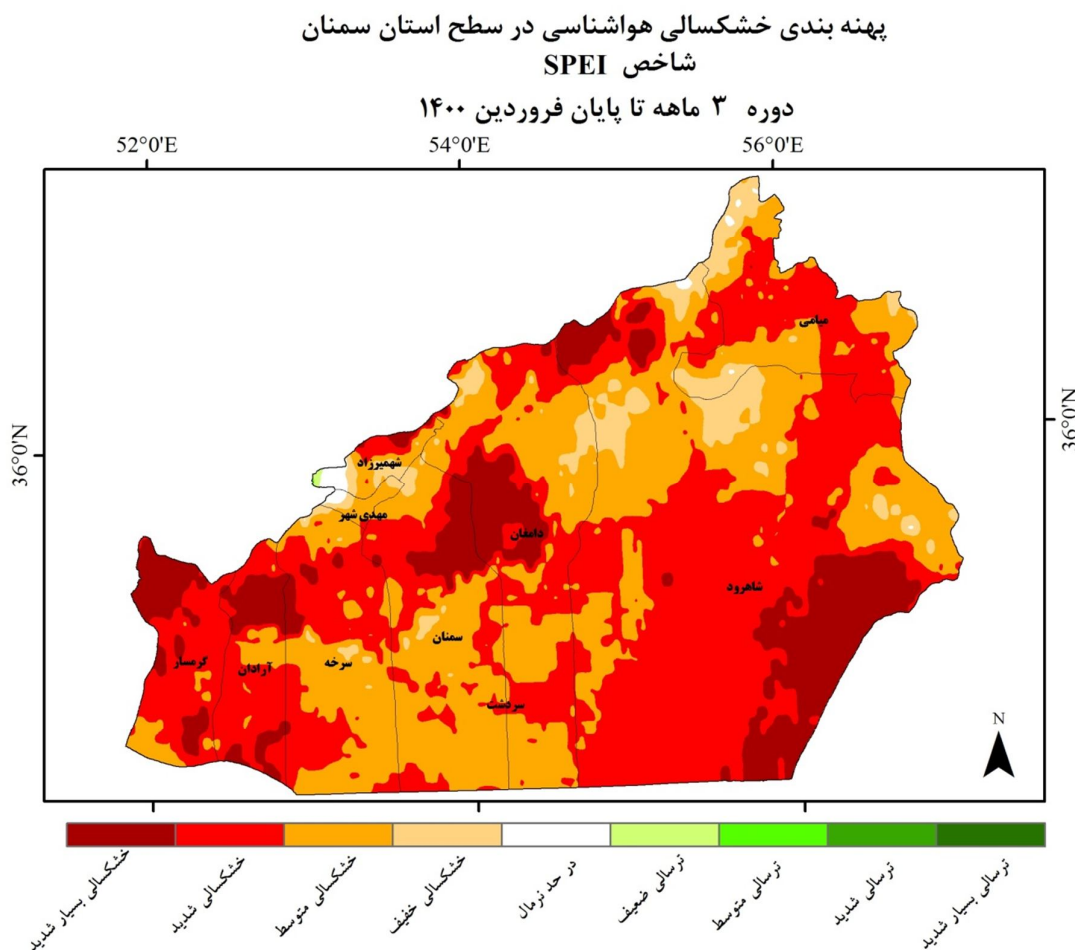 پهنه بندی خشکسالی هواشناسی در سطح استان سمنان
شاخص SPEI
دوره ۳ ماهه تا پایان فروردین ۱۴۰۰
52°0'E 54°0'E 56°0'E
میامی
36°0'N
36°0'N
شهمیرزاد
مهدی شهر
دامغان
شاهرود
سمنان
گرمسار
آرادان
سرخه
سردشت
N
خشکسالی بسیار شدید
خشکسالی شدید
خشکسالی متوسط
خشکسالی خفیف
در حد نرمال
ترسالی ضعیف
ترسالی متوسط
ترسالی شدید
ترسالی بسیار شدید